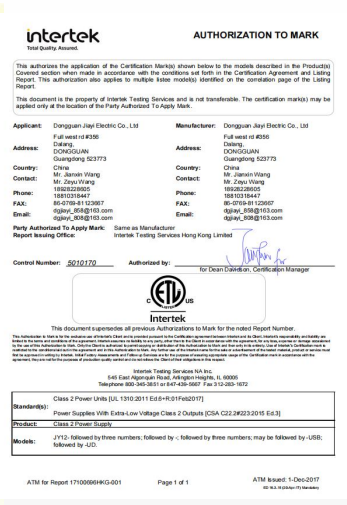 intertek
Total Quality. Assured.
AUTHORIZATION TO MARK
This authorizes the application of the Certification Mark(s) shown below to the models described in the Product(s)
Covered section when made in accordance with the conditions set forth in the Certification Agreement and Listing
Report. This authorization also applies to multiple listee model(s) identified on the correlation page of the Listing
Report.
This document is the property of Intertek Testing Services and is not transferable. The certification mark(s) may be
applied only at the location of the Party Authorized To Apply Mark.
Applicant: Dongguan Jiayi Electric Co., Ltd
Address: Full west rd #356
Dalang,
DONGGUAN
Guangdong 523773
Country: China
Contact: Mr. Jianxin Wang
Mr. Zeyu Wang
Phone: 18928228605
18810318447
FAX: 86-0769-81123667
Email: dgjiayi_858@163.com
dgjiayi_808@163.com
Manufacturer: Dongguan Jiayi Electric Co., Ltd
Address: Full west rd #356
Dalang,
DONGGUAN
Guangdong 523773
Country: China
Contact: Mr. Jianxin Wang
Mr. Zeyu Wang
Phone: 18928228605
18810318447
FAX: 86-0769-81123667
Email: dgjiayi_858@163.com
dgjiayi_808@163.com
Party Authorized To Apply Mark: Same as Manufacturer
Report Issuing Office: Intertek Testing Services Hong Kong Limited
Control Number: 5010170 Authorized by:
for Dean Davidson, Certification Manager
C ETL US
Intertek
This document supersedes all previous Authorizations to Mark for the noted Report Number.
Intertek Testing Services NA Inc.
545 East Algonquin Road, Arlington Heights, IL 60005
Telephone 800-345-3851 or 847-439-5667 Fax 312-283-1672
Standard(s): Class 2 Power Units [UL 1310:2011 Ed.6+R:01Feb2017]
Power Supplies With Extra-Low Voltage Class 2 Outputs [CSA C22.2#223:2015 Ed.3]
Product: Class 2 Power Supply
Models: JY12- followed by three numbers; followed by -; followed by three numbers; may be followed by -USB;
followed by -UD.
ATM for Report 17100696HKG-001
Page 1 of 1
ATM Issued: 1-Dec-2017